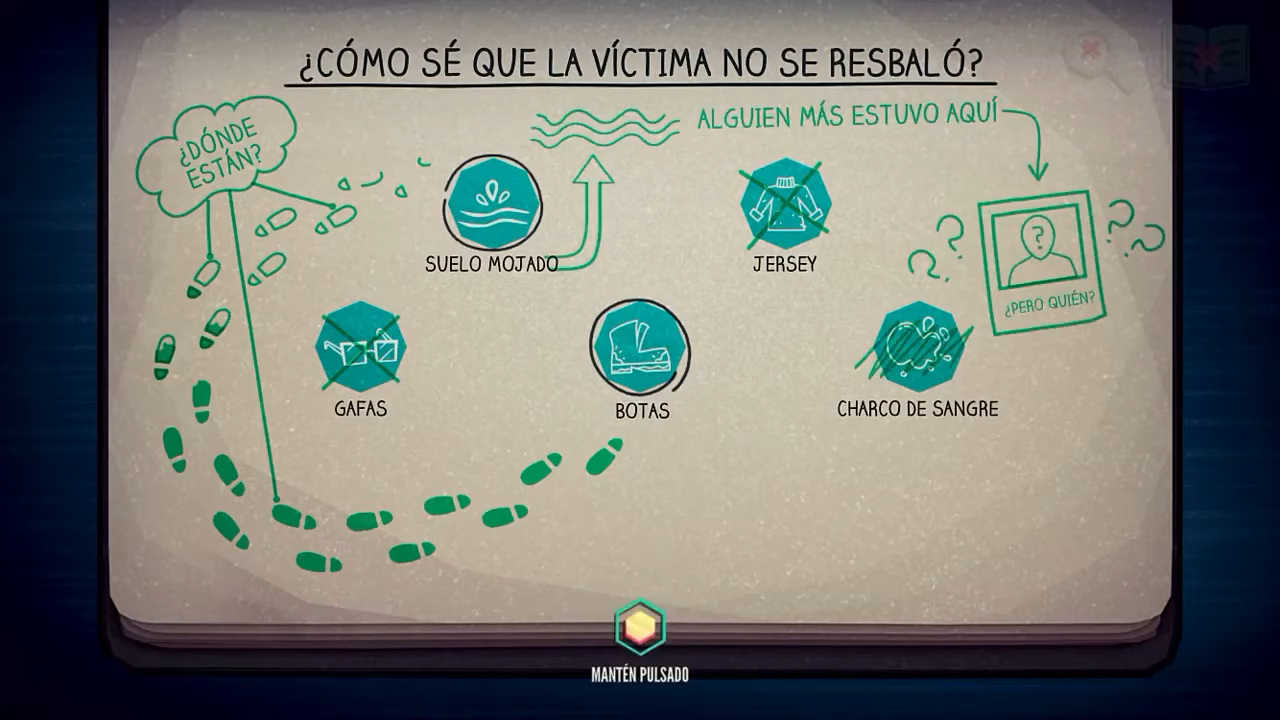 ¿CÓMO SÉ QUE LA VÍCTIMA NO SE RESBALÓ?
ALGUIEN MÁS ESTUVO AQUÍ
¿DÓNDE
ESTÁN?
SUELO MOJADO
JERSEY
?
?
?
?
?
¿PERO QUIÉN?
GAFAS
BOTAS
CHARCO DE SANGRE
MANTÉN PULSADO